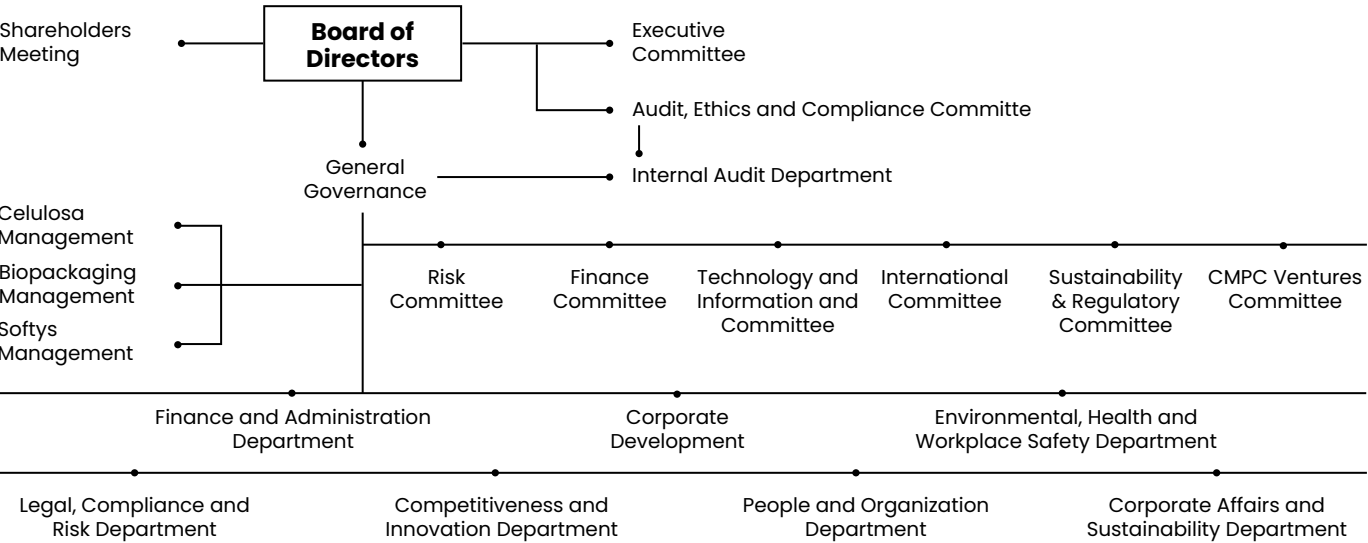 Shareholders
Meeting
Board of
Directors
Executive
Committee
Audit, Ethics and Compliance Committe
General
Governance
Internal Audit Department
Celulosa
Management
Biopackaging
Management
Softys
Management
Risk
Committee
Finance
Committee
Technology and
Information and
Committee
International
Committee
Sustainability
& Regulatory
Committee
CMPC Ventures
Committee
Finance and Administration
Department
Corporate
Development
Environmental, Health and
Workplace Safety Department
Legal, Compliance and
Risk Department
Competitiveness and
Innovation Department
People and Organization
Department
Corporate Affairs and
Sustainability Department